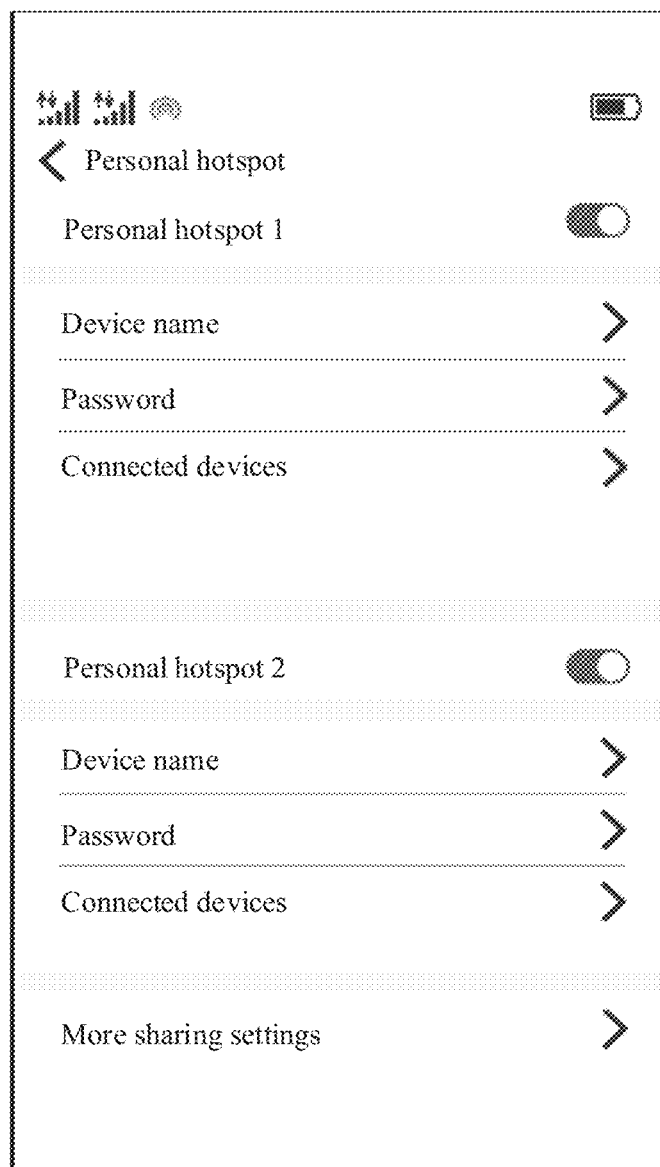 Personal hotspot
Personal hotspot 1
Device name
Password
Connected devices
Personal hotspot 2
Device name
Password
Connected devices
More sharing settings